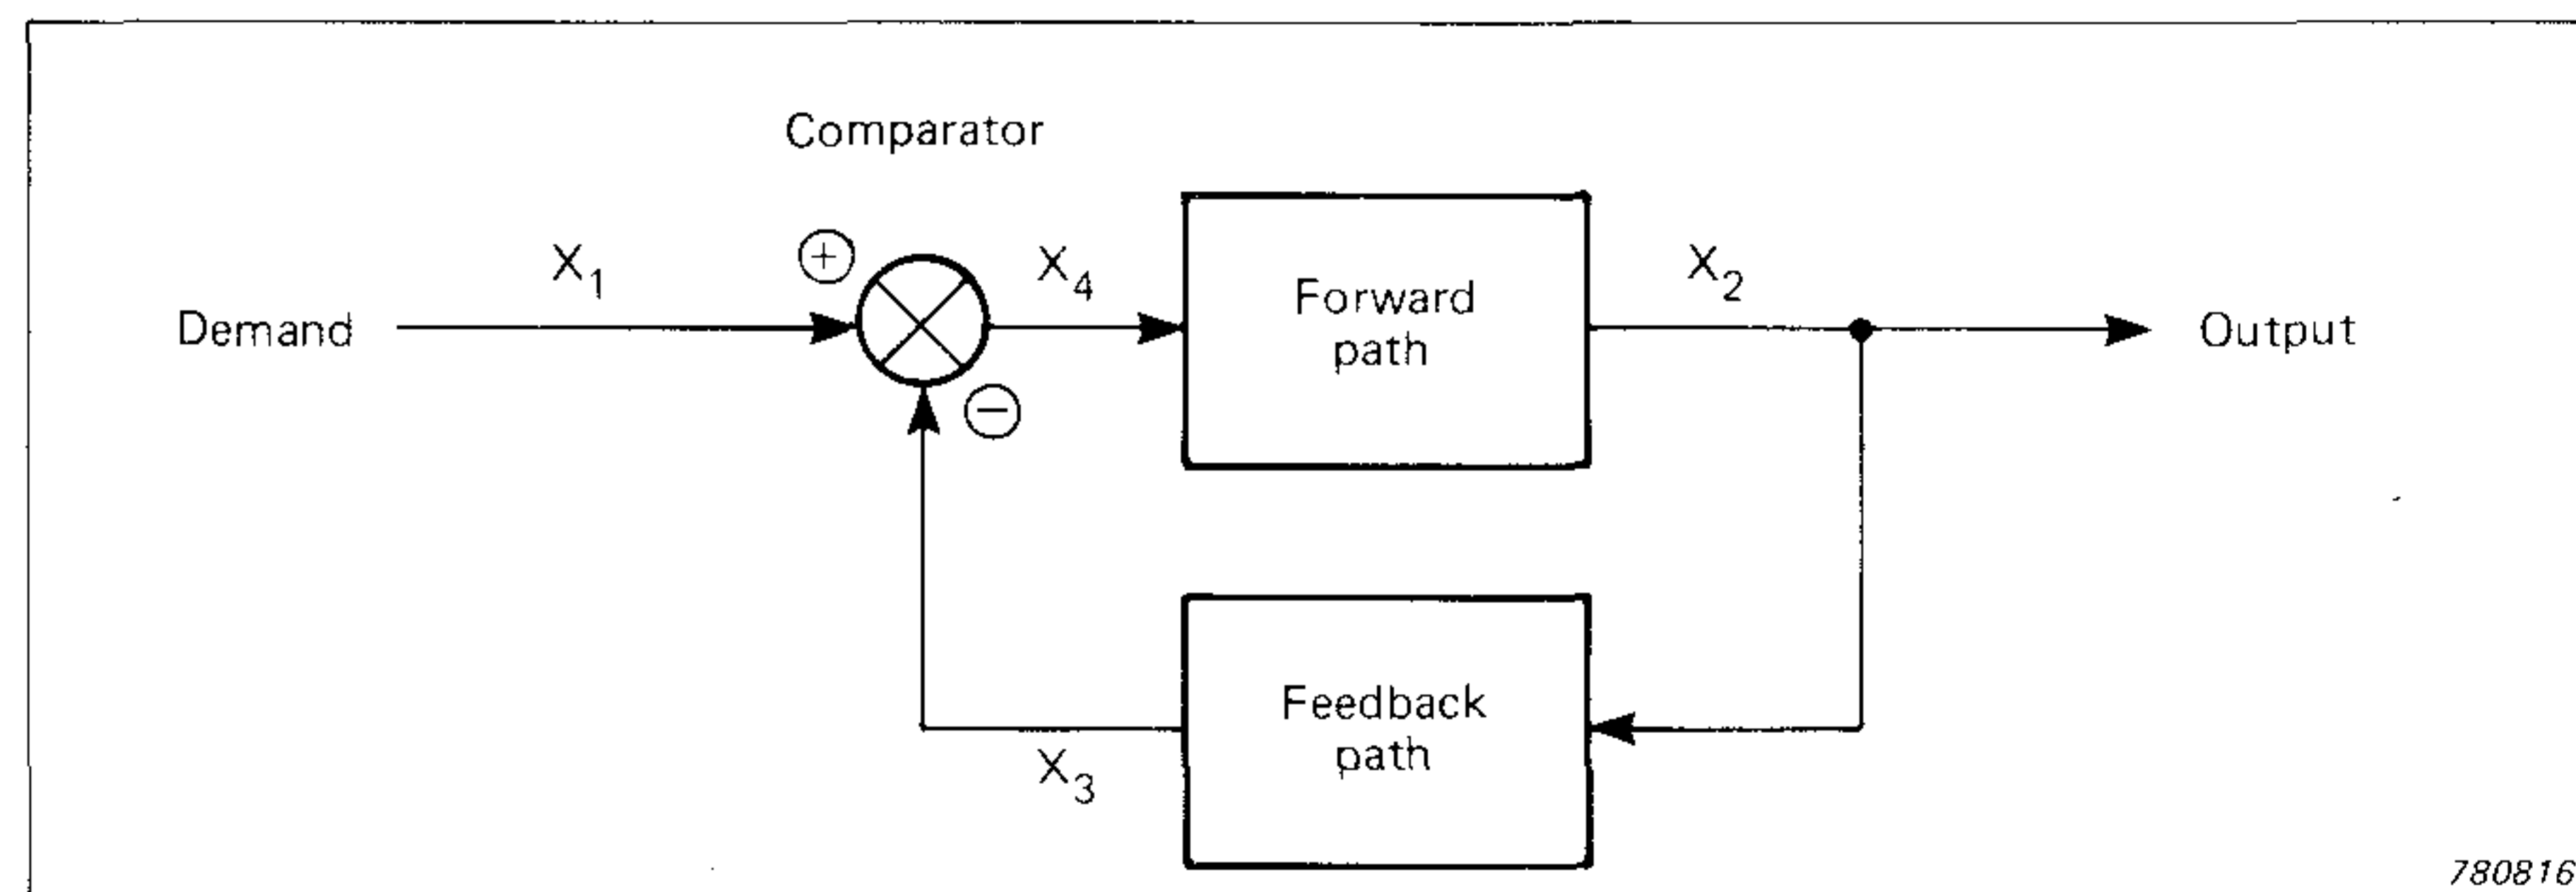 Comparator
X₁
+
X₄
Forward
path
X₂
Demand
Output
−
Feedback
path
X₃
780816